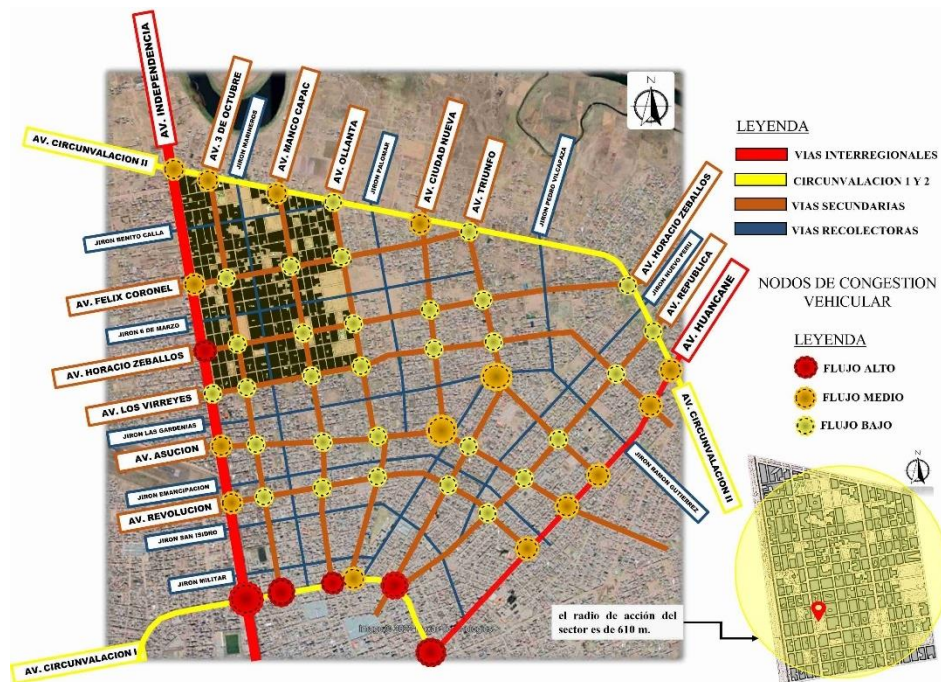 AV. INDEPENDENCIA
AV. 3 DE OCTUBRE
JIRON MARINEROS
AV. MANCO CAPAC
AV. OLLANTA
JIRON PALOMAR
AV. CIUDAD NUEVA
AV. TRIUNFO
JIRON PEDRO VILCAPAZA
AV. HORACIO ZEBALLOS
JIRON NUEVO PERU
AV. REPUBLICA
AV. HUANCANE
AV. CIRCUNVALACION II
N
AV. CIRCUNVALACION II
JIRON BENITO CALLA
AV. FELIX CORONEL
JIRON 6 DE MARZO
AV. HORACIO ZEBALLOS
AV. LOS VIRREYES
JIRON LAS GARDENIAS
AV. ASUCION
JIRON EMANCIPACION
AV. REVOLUCION
JIRON SAN ISIDRO
JIRON MILITAR
AV. CIRCUNVALACION I
JIRON RAMON GUTIERREZ
LEYENDA
VIAS INTERREGIONALES
CIRCUNVALACION 1 Y 2
VIAS SECUNDARIAS
VIAS RECOLECTORAS
NODOS DE CONGESTION
VEHICULAR
LEYENDA
FLUJO ALTO
FLUJO MEDIO
FLUJO BAJO
N
el radio de acción del
sector es de 610 m.